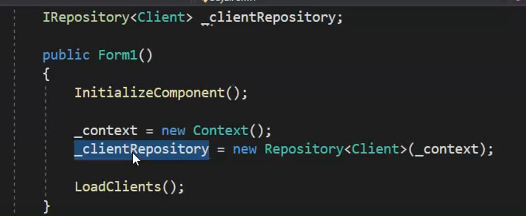 IRepository<Client> _clientRepository;
public Form1()
{
InitializeComponent();
_context = new Context();
_clientRepository = new Repository<Client>(_context);
LoadClients();
}